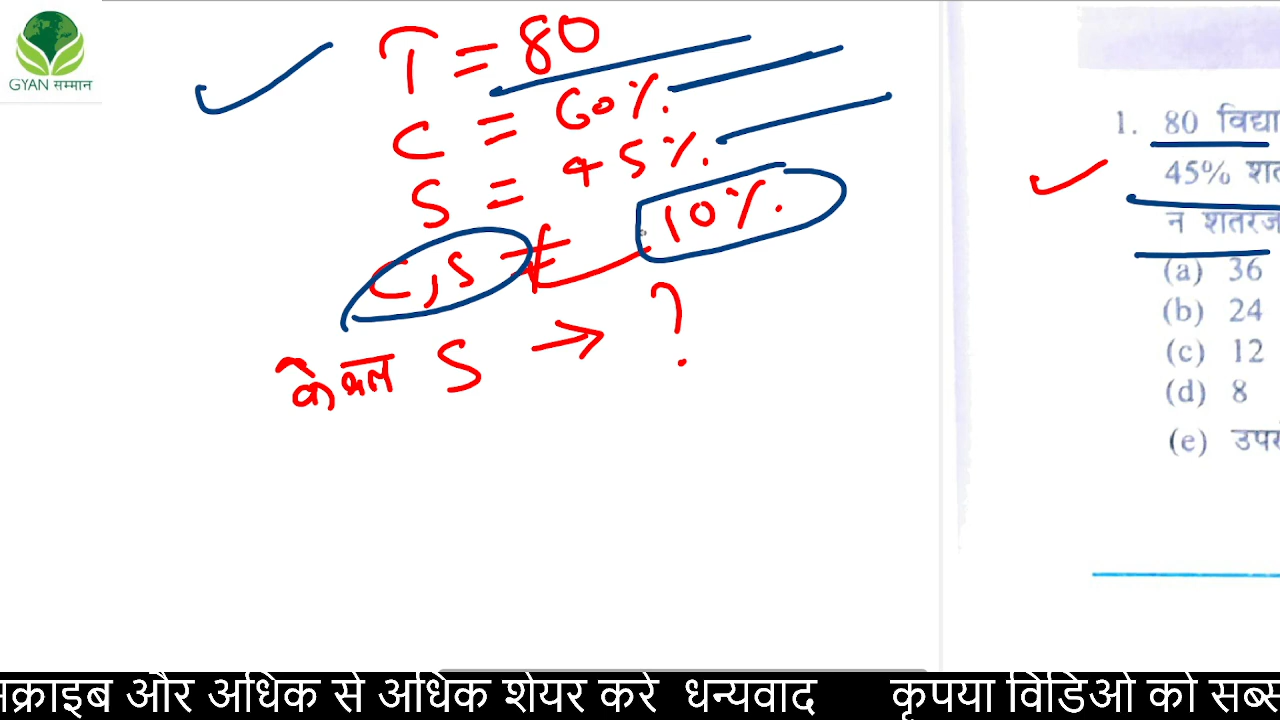 GYAN सम्मान
T = 80
C = 60%.
S = 45%.
C, S ≠ 10%.
केवल S → ?
1. 80 विद्या
45% शत
न शतरज
(a) 36
(b) 24
(c) 12
(d) 8
(e) उपर
सक्राइब और अधिक से अधिक शेयर करे धन्यवाद कृपया विडिओ को सब्स